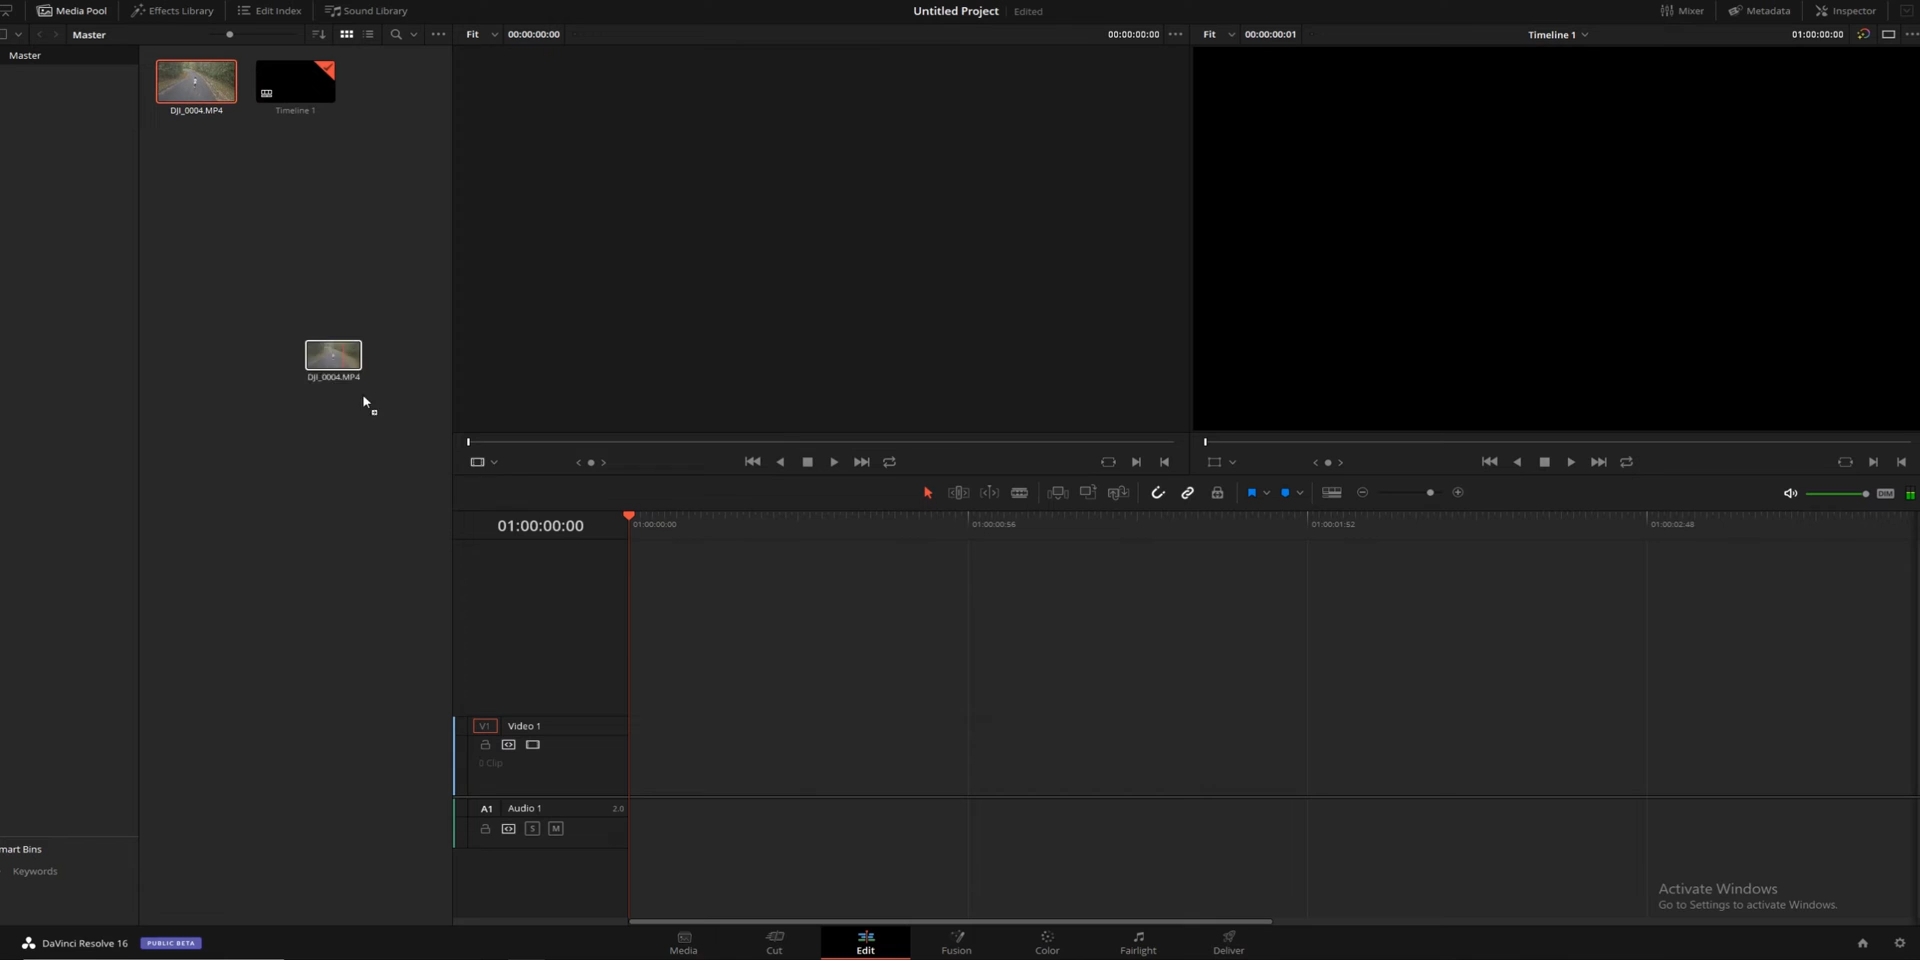 Media Pool Effects Library Edit Index Sound Library Untitled Project Edited Mixer Metadata Inspector
Master Fit 00:00:00:00 00:00:00:00 Fit 00:00:00:01 Timeline 1 01:00:00:00
Master
DJI_0004.MP4 Timeline 1
DJI_0004.MP4
DIM
01:00:00:00 01:00:00:00 01:00:00:56 01:00:01:52 01:00:02:48
V1 Video 1
0 Clip
A1 Audio 1 2.0
S M
mart Bins
Keywords
Activate Windows
Go to Settings to activate Windows.
DaVinci Resolve 16 PUBLIC BETA Media Cut Edit Fusion Color Fairlight Deliver